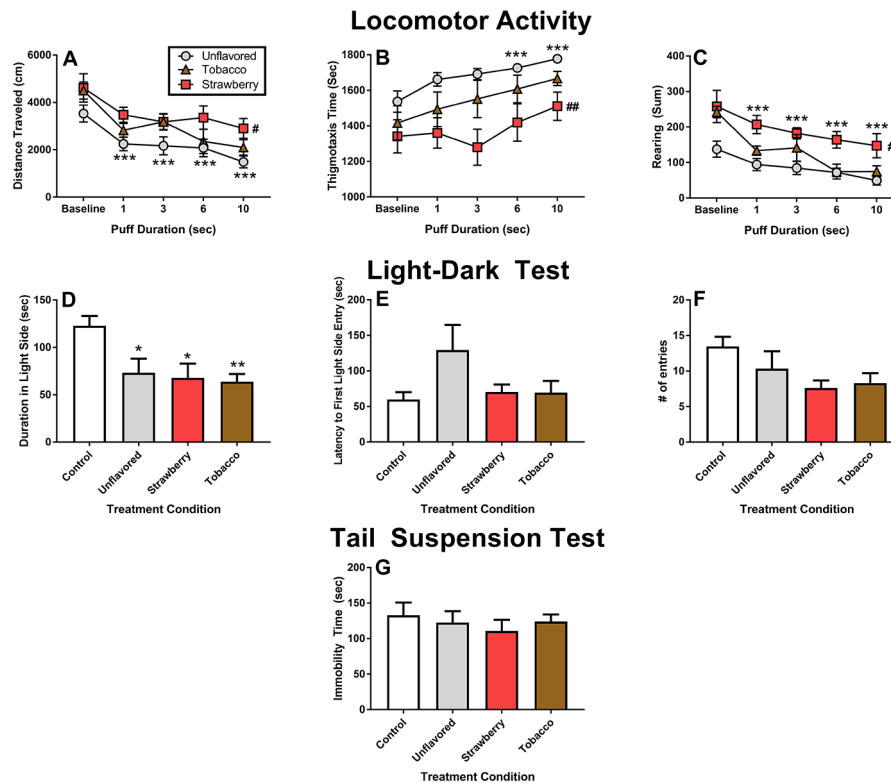 Locomotor Activity
A
Distance Traveled (cm)
6000
4000
2000
0
Unflavored
Tobacco
Strawberry
***
***
***
***
#
Baseline 1 3 6 10
Puff Duration (sec)
B
Thigmotaxis Time (Sec)
1800
1600
1400
1200
1000
***
***
##
Baseline 1 3 6 10
Puff Duration (sec)
C
Rearing (Sum)
300
200
100
0
***
***
***
***
#
Baseline 1 3 6 10
Puff Duration (sec)
Light-Dark Test
D
Duration in Light Side (sec)
150
100
50
0
*
*
**
Control
Unflavored
Strawberry
Tobacco
Treatment Condition
E
Latency to First Light Side Entry (sec)
200
150
100
50
0
Control
Unflavored
Strawberry
Tobacco
Treatment Condition
F
# of entries
20
15
10
5
0
Control
Unflavored
Strawberry
Tobacco
Treatment Condition
Tail Suspension Test
G
Immobility Time (sec)
200
150
100
50
0
Control
Unflavored
Strawberry
Tobacco
Treatment Condition